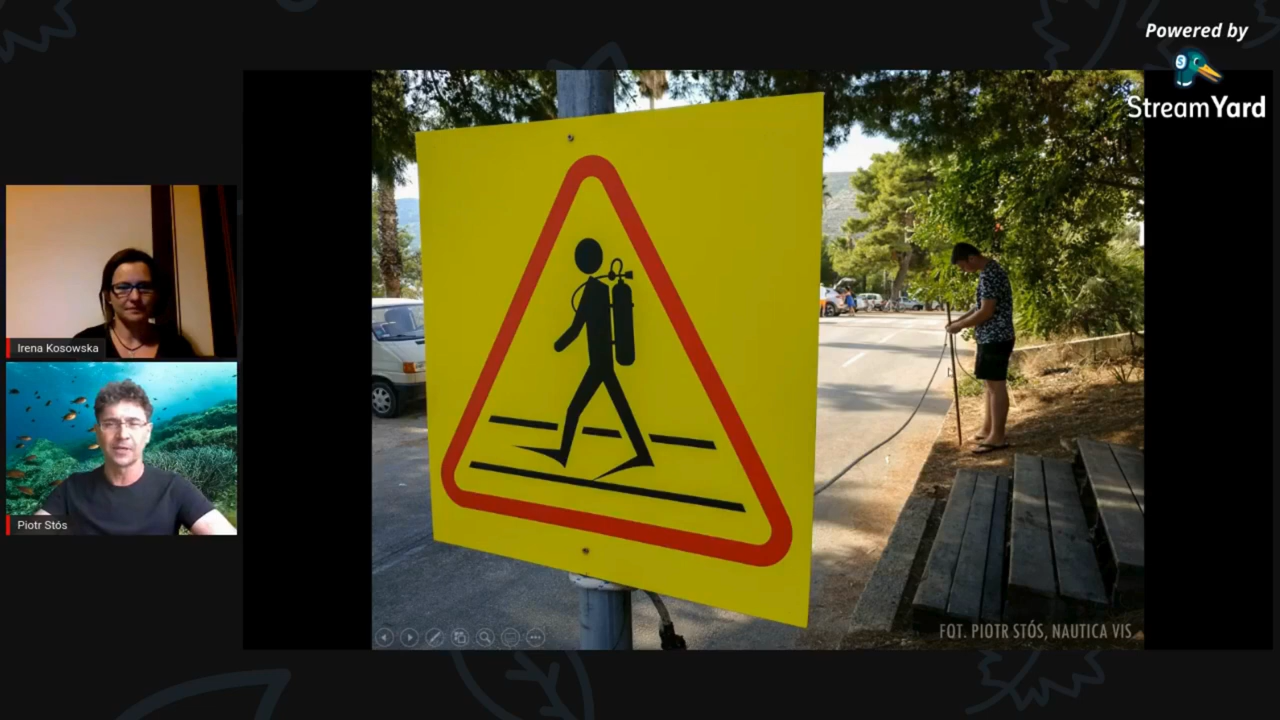 Powered by
StreamYard
Irena Kosowska
Piotr Stós
FOT. PIOTR STÓS, NAUTICA VIS